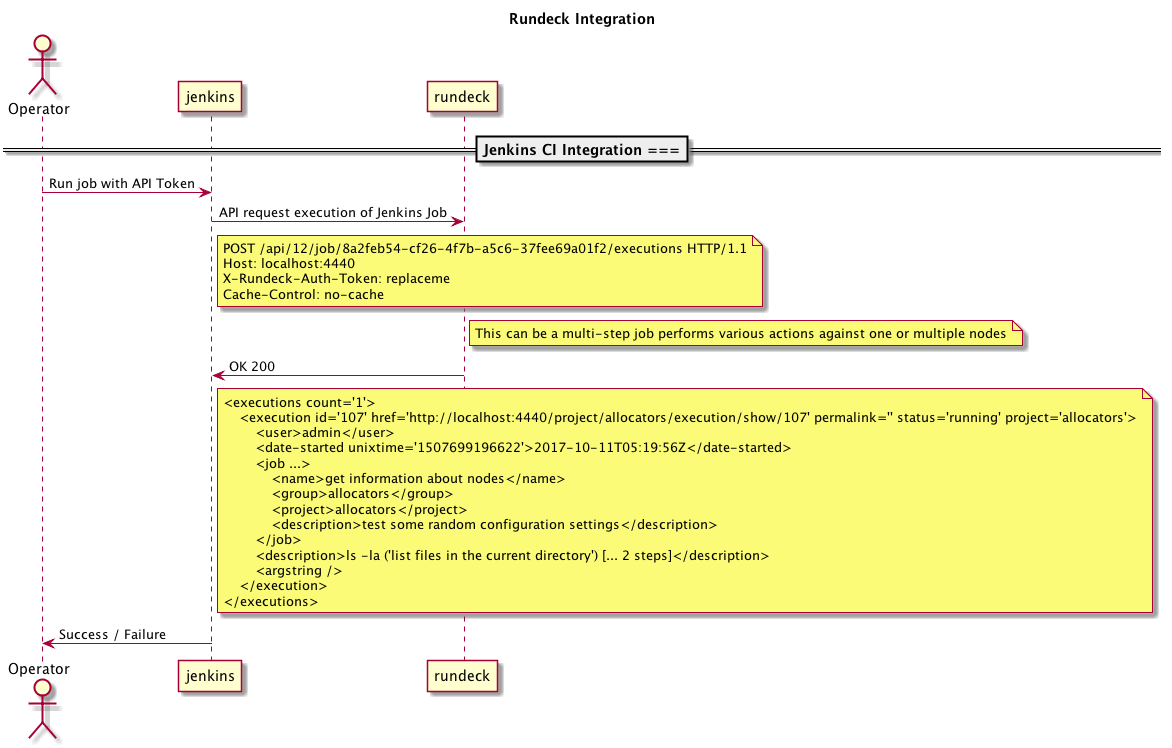 Rundeck Integration
Operator
jenkins
rundeck
Jenkins CI Integration ===
Run job with API Token
API request execution of Jenkins Job
POST /api/12/job/8a2feb54-cf26-4f7b-a5c6-37fee69a01f2/executions HTTP/1.1
Host: localhost:4440
X-Rundeck-Auth-Token: replaceme
Cache-Control: no-cache
This can be a multi-step job performs various actions against one or multiple nodes
OK 200
<executions count='1'>
<execution id='107' href='http://localhost:4440/project/allocators/execution/show/107' permalink='' status='running' project='allocators'>
<user>admin</user>
<date-started unixtime='1507699196622'>2017-10-11T05:19:56Z</date-started>
<job ...>
<name>get information about nodes</name>
<group>allocators</group>
<project>allocators</project>
<description>test some random configuration settings</description>
</job>
<description>ls -la ('list files in the current directory') [... 2 steps]</description>
<argstring />
</execution>
</executions>
Success / Failure
Operator
jenkins
rundeck